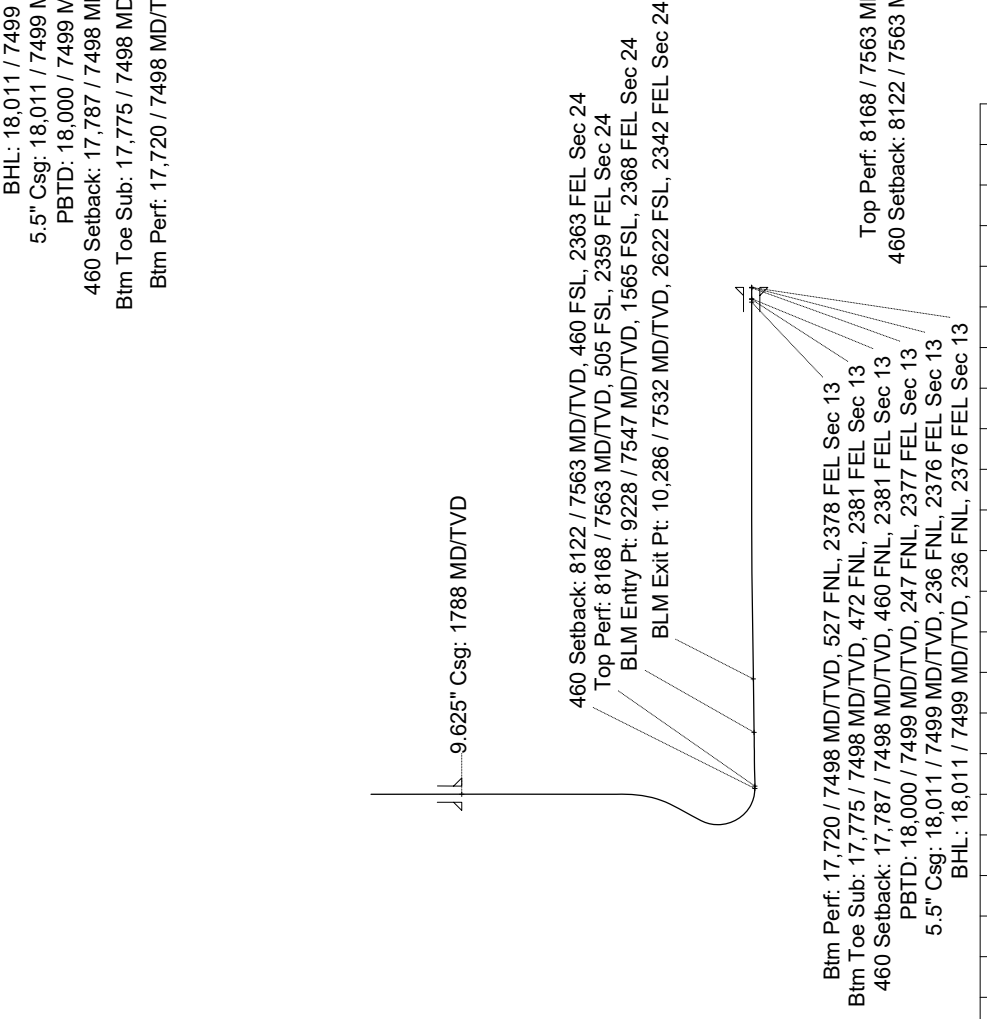 BHL: 18,011 / 7499
5.5" Csg: 18,011 / 7499
PBTD: 18,000 / 7499
460 Setback: 17,787 / 7498
Btm Toe Sub: 17,775 / 7498 MD
Btm Perf: 17,720 / 7498 MD/T
9.625" Csg: 1788 MD/TVD
460 Setback: 8122 / 7563 MD/TVD, 460 FSL, 2363 FEL Sec 24
Top Perf: 8168 / 7563 MD/TVD, 505 FSL, 2359 FEL Sec 24
BLM Entry Pt: 9228 / 7547 MD/TVD, 1565 FSL, 2368 FEL Sec 24
BLM Exit Pt: 10,286 / 7532 MD/TVD, 2622 FSL, 2342 FEL Sec 24
Btm Perf: 17,720 / 7498 MD/TVD, 527 FNL, 2378 FEL Sec 13
Btm Toe Sub: 17,775 / 7498 MD/TVD, 472 FNL, 2381 FEL Sec 13
460 Setback: 17,787 / 7498 MD/TVD, 460 FNL, 2381 FEL Sec 13
PBTD: 18,000 / 7499 MD/TVD, 247 FNL, 2377 FEL Sec 13
5.5" Csg: 18,011 / 7499 MD/TVD, 236 FNL, 2376 FEL Sec 13
BHL: 18,011 / 7499 MD/TVD, 236 FNL, 2376 FEL Sec 13
Top Perf: 8168 / 7563
460 Setback: 8122 / 7563